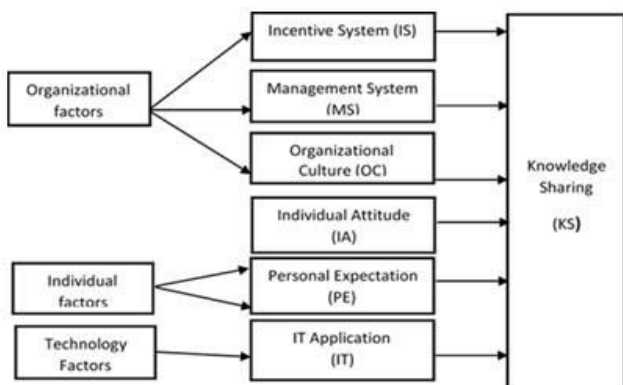 Incentive System (IS)
Organizational
factors
Management System
(MS)
Organizational
Culture (OC)
Knowledge
Sharing
(KS)
Individual Attitude
(IA)
Individual
factors
Personal Expectation
(PE)
Technology
Factors
IT Application
(IT)